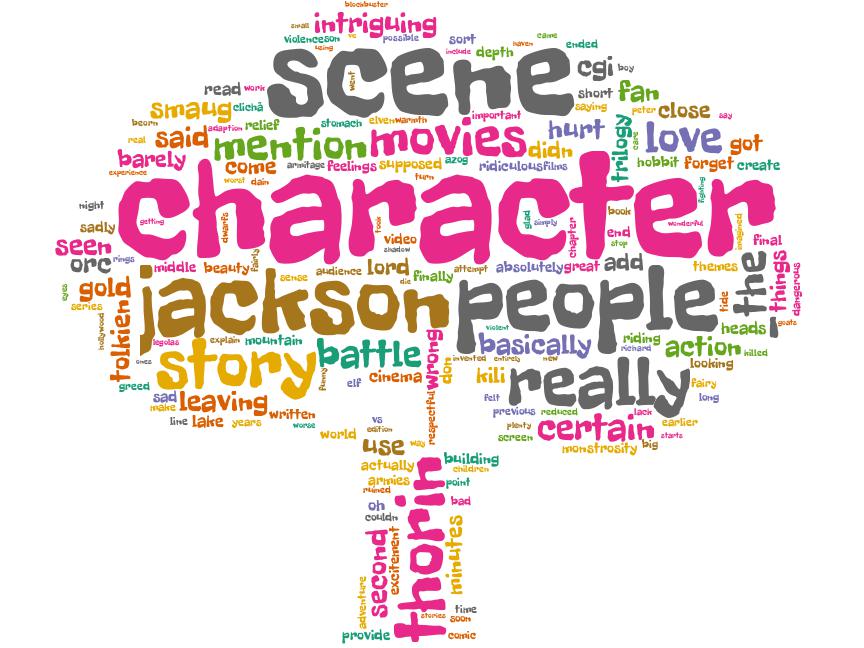 blockbuster
small intriguing
violenceson ve possible sort came
using include depth haven ended
scene
went
cgi boy
read work short fan
smaug clichã saying peter close say
beorn adaption relief stomach elven warmth important
real said mention movies hurt didn trilogy care love got
barely come armitage feelings supposed azog ridiculousfilms hobbit forget create
experience worst dain turn
character
night getting dwarfs took glad simply chapter book wonderful imagined fighting
sadly video end stop final
seen shadow
orc rings middle beauty fairly sense audience lord die finally attempt absolutely great add themes the things dangerous
eyes gold
series jackson people tide heads goats
hollywood tolkien legolas explain mountain violent basically riding action killed
ones story battle wrong don invented entirely new richard looking
greed funny elf cinema kili really fairy
sad leaving felt long
make written previous reduced lack earlier
line lake years worse vs respectful plenty certain starts
world edition screen monstrosity big
use way
actually building children
armies point
ruined thorin
oh bad
couldn
second excitement minutes
adventure time
stories soon
provide comic